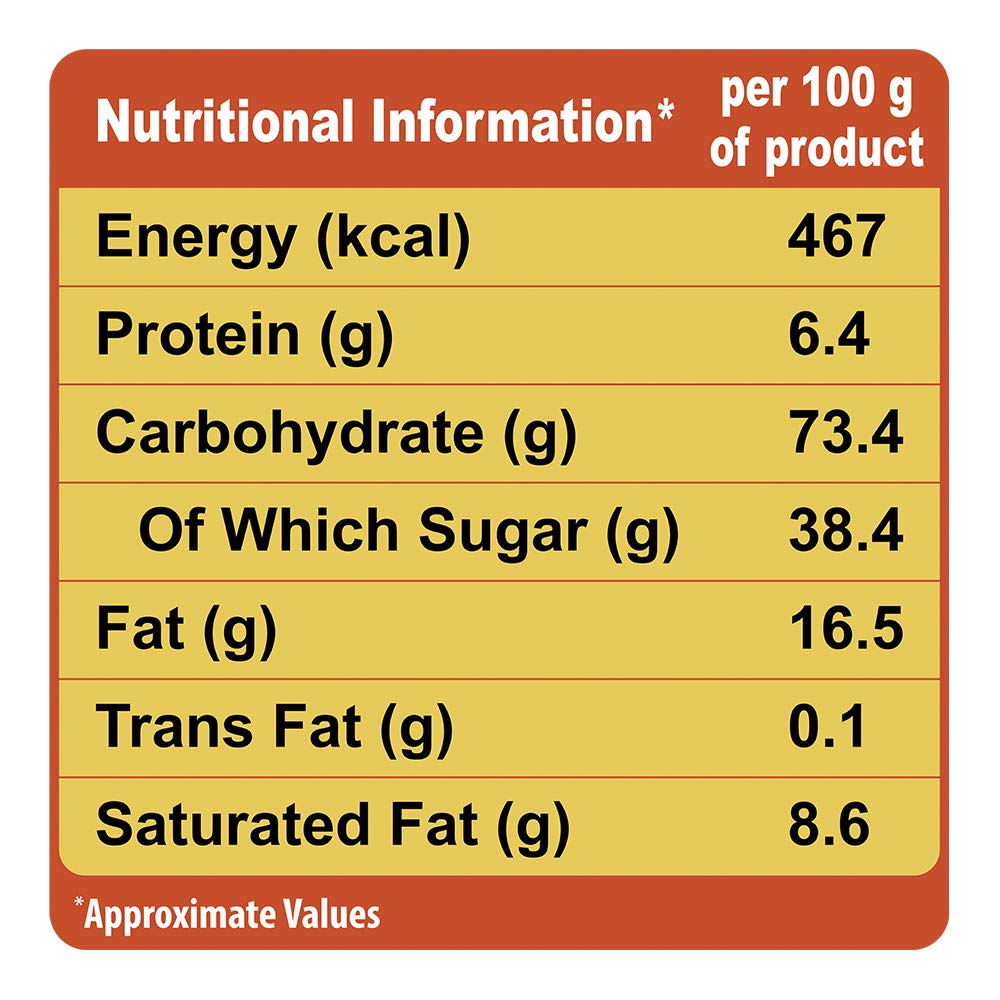 Nutritional Information* per 100 g
of product
Energy (kcal) 467
Protein (g) 6.4
Carbohydrate (g) 73.4
Of Which Sugar (g) 38.4
Fat (g) 16.5
Trans Fat (g) 0.1
Saturated Fat (g) 8.6
*Approximate Values